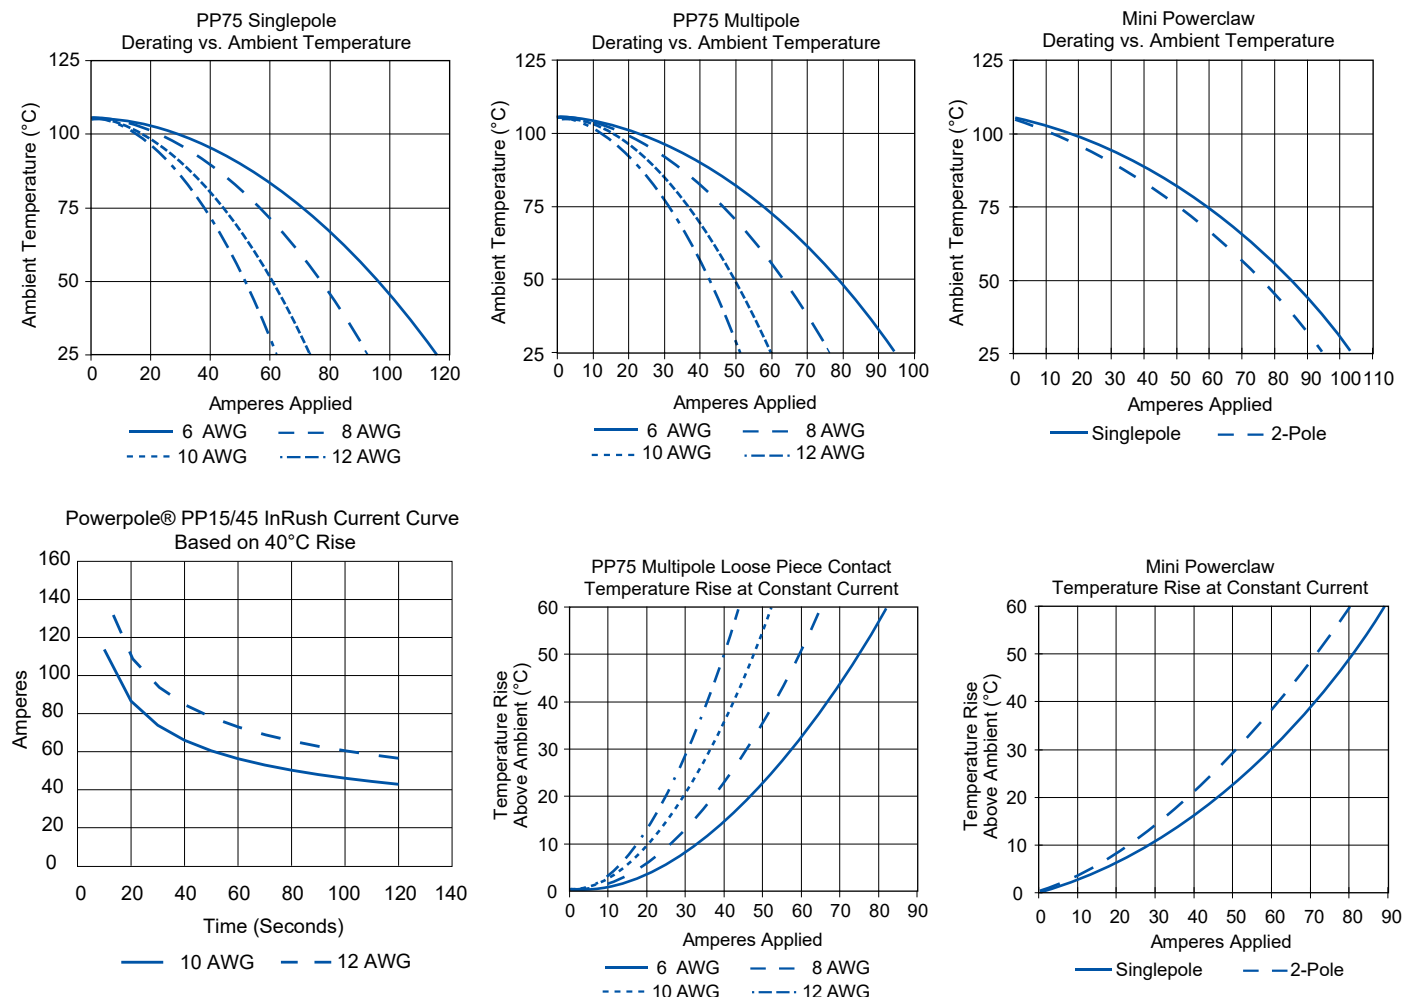 PP75 Singlepole
Derating vs. Ambient Temperature
125
100
75
50
25
Ambient Temperature (°C)
0 20 40 60 80 100 120
Amperes Applied
6 AWG 8 AWG
10 AWG 12 AWG
PP75 Multipole
Derating vs. Ambient Temperature
125
100
75
50
25
Ambient Temperature (°C)
0 10 20 30 40 50 60 70 80 90 100
Amperes Applied
6 AWG 8 AWG
10 AWG 12 AWG
Mini Powerclaw
Derating vs. Ambient Temperature
125
100
75
50
25
Ambient Temperature (°C)
0 10 20 30 40 50 60 70 80 90 100 110
Amperes Applied
Singlepole 2-Pole
Powerpole® PP15/45 InRush Current Curve
Based on 40°C Rise
160
140
120
100
80
60
40
20
0
Amperes
0 20 40 60 80 100 120 140
Time (Seconds)
10 AWG 12 AWG
PP75 Multipole Loose Piece Contact
Temperature Rise at Constant Current
60
50
40
30
20
10
0
Temperature Rise
Above Ambient (°C)
0 10 20 30 40 50 60 70 80 90
Amperes Applied
6 AWG 8 AWG
10 AWG 12 AWG
Mini Powerclaw
Temperature Rise at Constant Current
60
50
40
30
20
10
0
Temperature Rise
Above Ambient (°C)
0 10 20 30 40 50 60 70 80 90
Amperes Applied
Singlepole 2-Pole